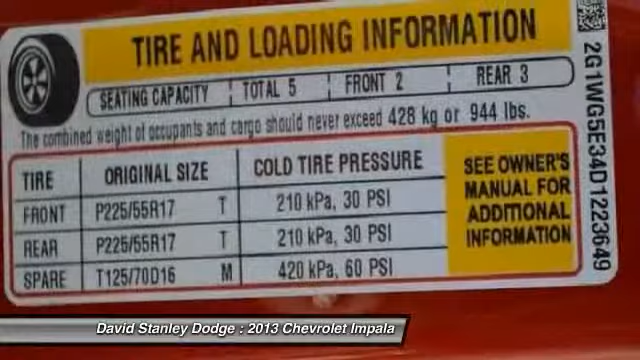 TIRE AND LOADING INFORMATION
SEATING CAPACITY TOTAL 5 FRONT 2 REAR 3
The combined weight of occupants and cargo should never exceed 428 kg or 944 lbs.
TIRE ORIGINAL SIZE COLD TIRE PRESSURE
FRONT P225/55R17 T 210 kPa, 30 PSI
REAR P225/55R17 T 210 kPa, 30 PSI
SPARE T125/70D16 M 420 kPa, 60 PSI
SEE OWNER'S
MANUAL FOR
ADDITIONAL
INFORMATION
2G1WG5E34D1223649
David Stanley Dodge : 2013 Chevrolet Impala